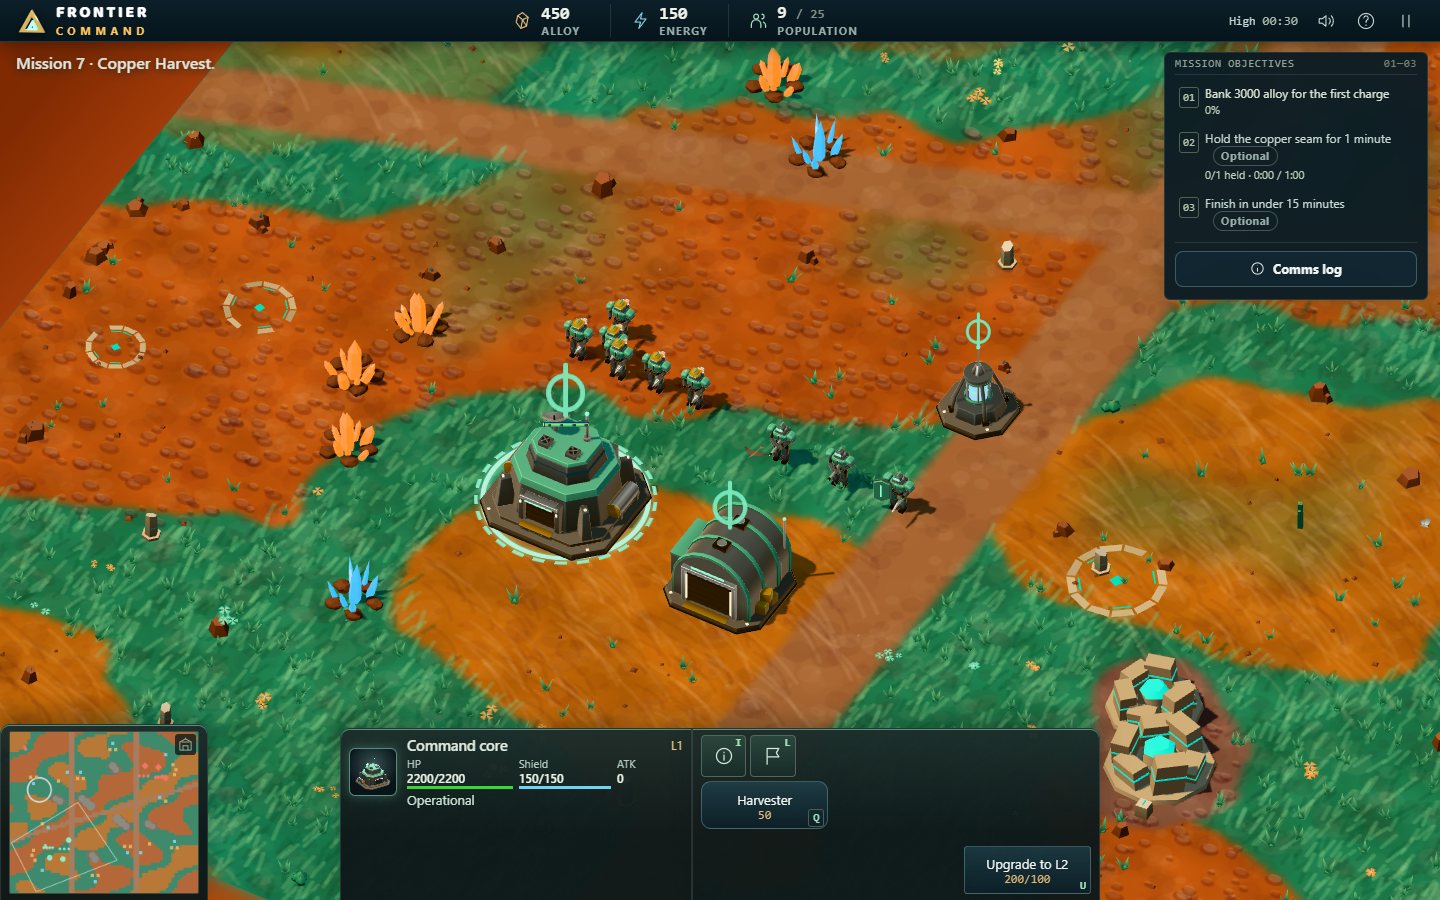 FRONTIER
COMMAND
450
ALLOY
150
ENERGY
9 / 25
POPULATION
High 00:30
Mission 7 · Copper Harvest.
MISSION OBJECTIVES 01—03
01 Bank 3000 alloy for the first charge
0%
02 Hold the copper seam for 1 minute
Optional
0/1 held · 0:00 / 1:00
03 Finish in under 15 minutes
Optional
Comms log
Command core L1
HP Shield ATK
2200/2200 150/150 0
Operational
I L
Harvester
50
Q
Upgrade to L2
200/100
U